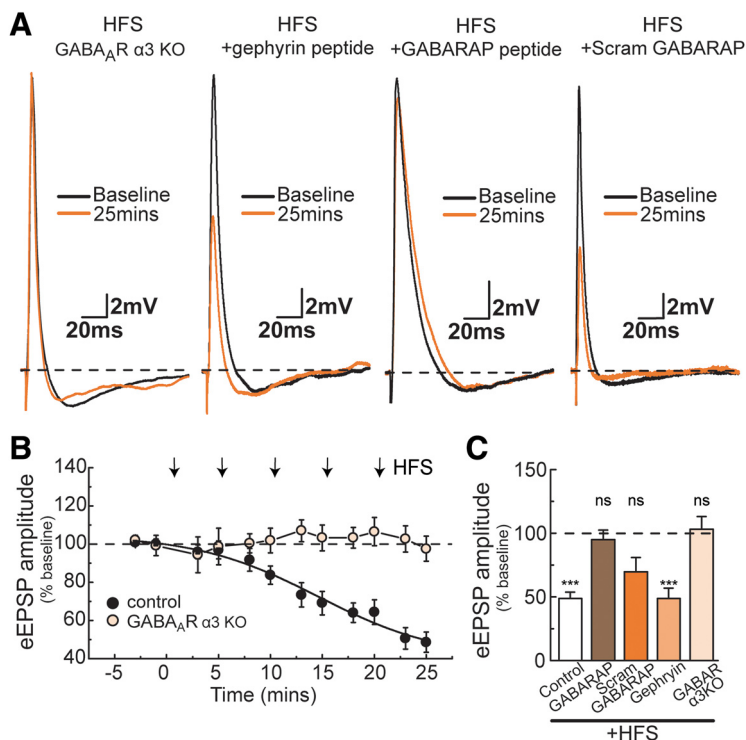 A
HFS
GABAAR α3 KO
HFS
+gephyrin peptide
HFS
+GABARAP peptide
HFS
+Scram GABARAP
Baseline
25mins
2mV
20ms
Baseline
25mins
2mV
20ms
Baseline
25mins
2mV
20ms
Baseline
25mins
2mV
20ms
B
eEPSP amplitude
(% baseline)
140
120
100
80
60
40
HFS
control
GABAAR α3 KO
-5 0 5 10 15 20 25
Time (mins)
C
eEPSP amplitude
(% baseline)
150
100
50
0
***
ns
ns
***
ns
Control
GABARAP
Scram
GABARAP
Gephryin
GABAR
α3KO
+HFS